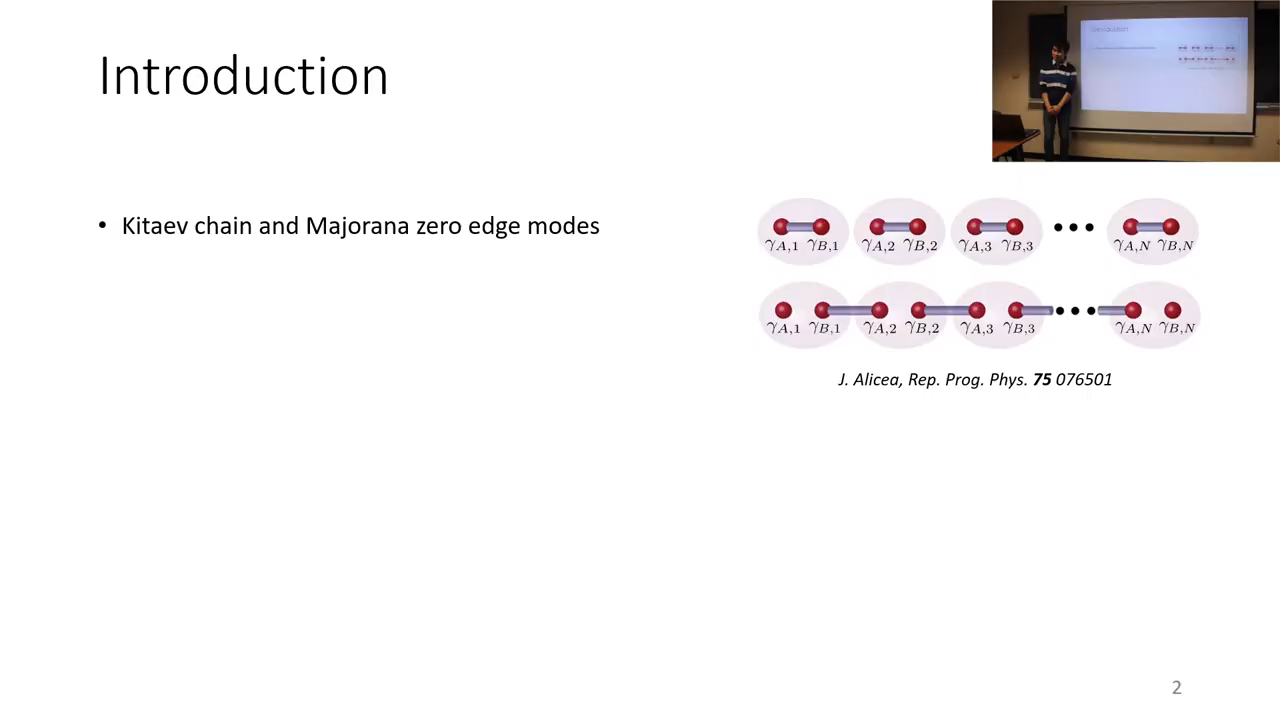 Introduction
• Kitaev chain and Majorana zero edge modes
γA,1 γB,1 γA,2 γB,2 γA,3 γB,3 γA,N γB,N
γA,1 γB,1 γA,2 γB,2 γA,3 γB,3 γA,N γB,N
J. Alicea, Rep. Prog. Phys. 75 076501
2